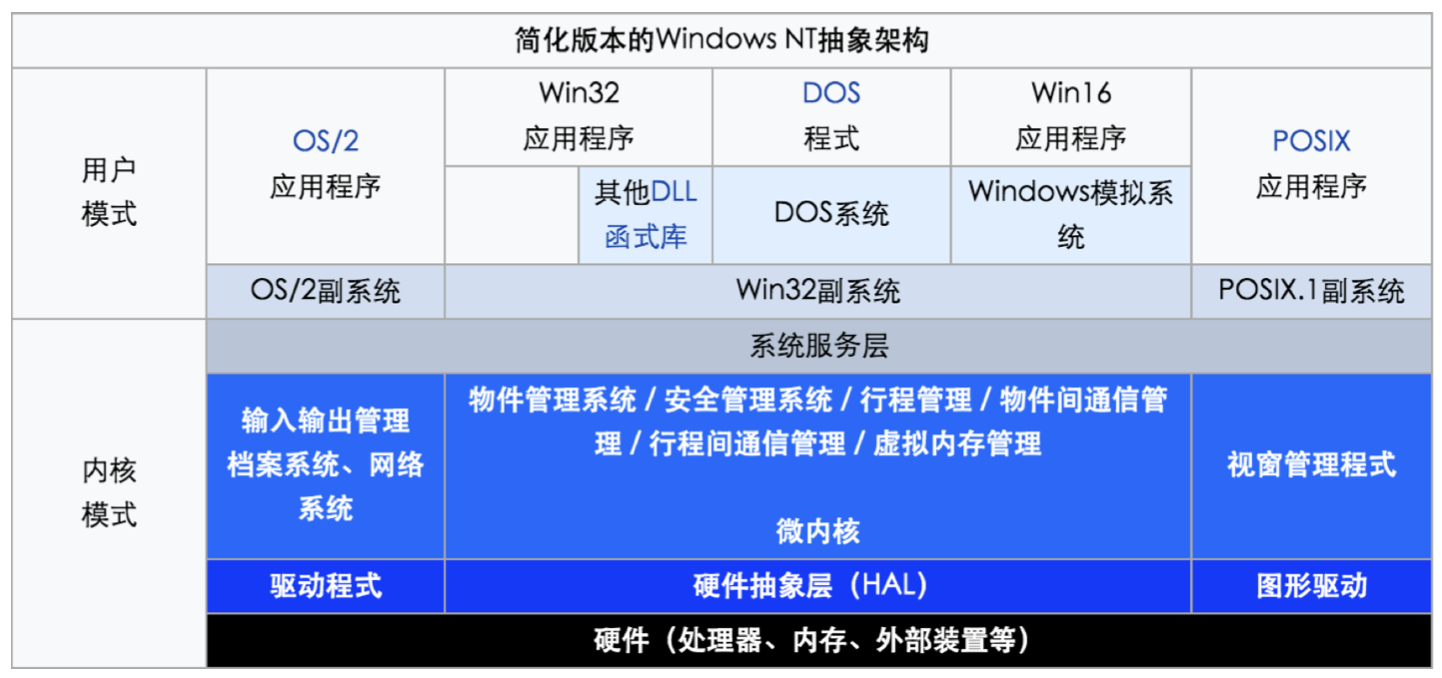 简化版本的Windows NT抽象架构
用户
模式
OS/2
应用程序
Win32
应用程序
DOS
程式
Win16
应用程序
POSIX
应用程序
其他DLL
函式库
DOS系统
Windows模拟系
统
OS/2副系统
Win32副系统
POSIX.1副系统
内核
模式
系统服务层
输入输出管理
档案系统、网络
系统
物件管理系统 / 安全管理系统 / 行程管理 / 物件间通信管
理 / 行程间通信管理 / 虚拟内存管理
微内核
视窗管理程式
驱动程式
硬件抽象层（HAL）
图形驱动
硬件（处理器、内存、外部装置等）